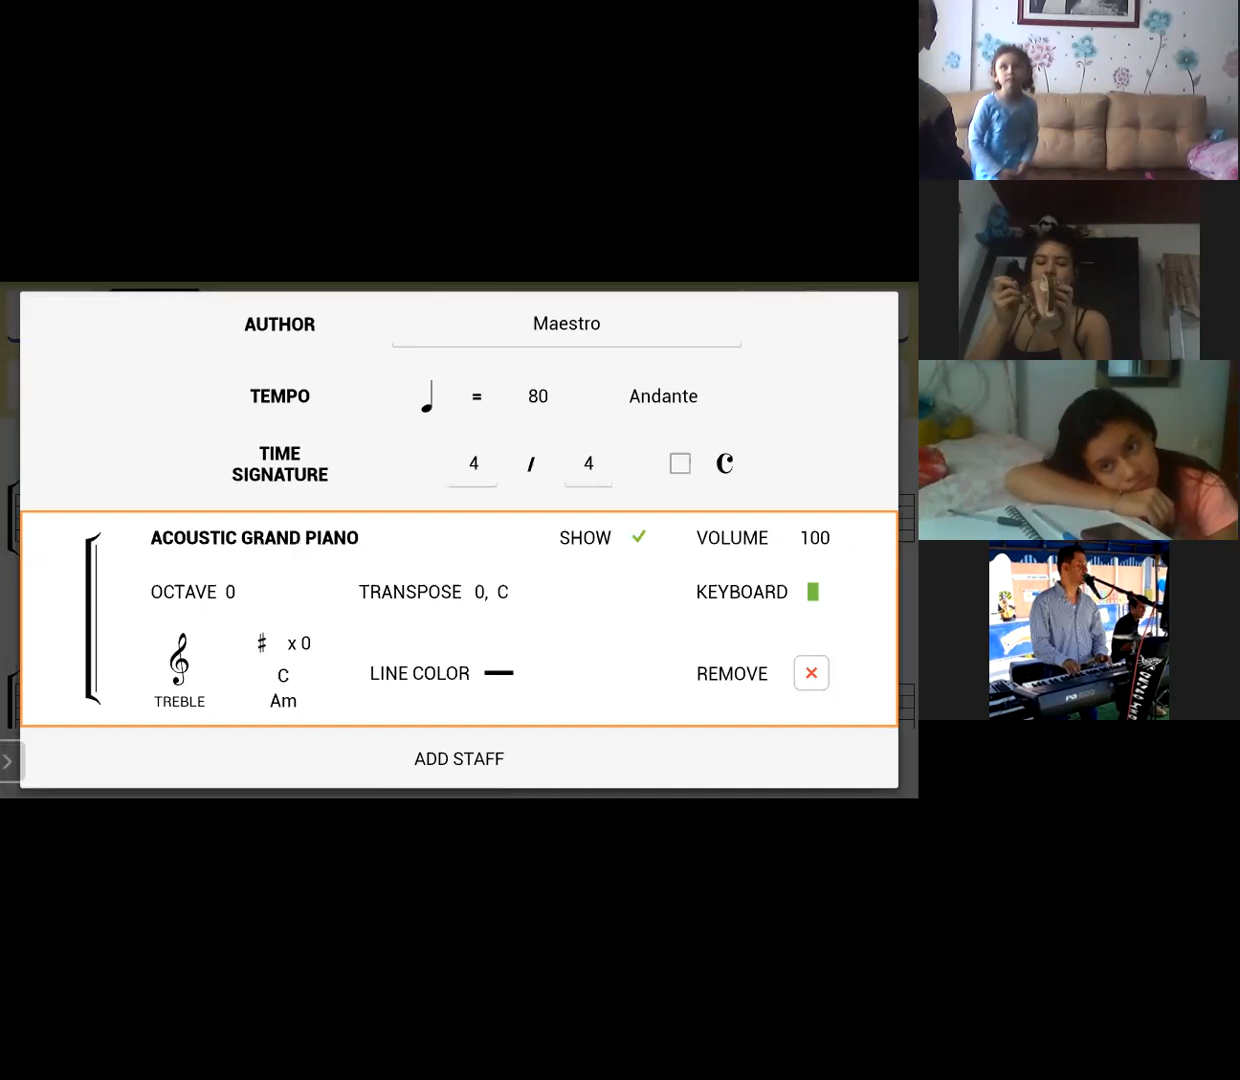 AUTHOR Maestro
TEMPO = 80 Andante
TIME SIGNATURE 4 / 4 C
ACOUSTIC GRAND PIANO SHOW VOLUME 100
OCTAVE 0 TRANSPOSE 0, C KEYBOARD
♯ x 0
C
LINE COLOR REMOVE
TREBLE Am
ADD STAFF